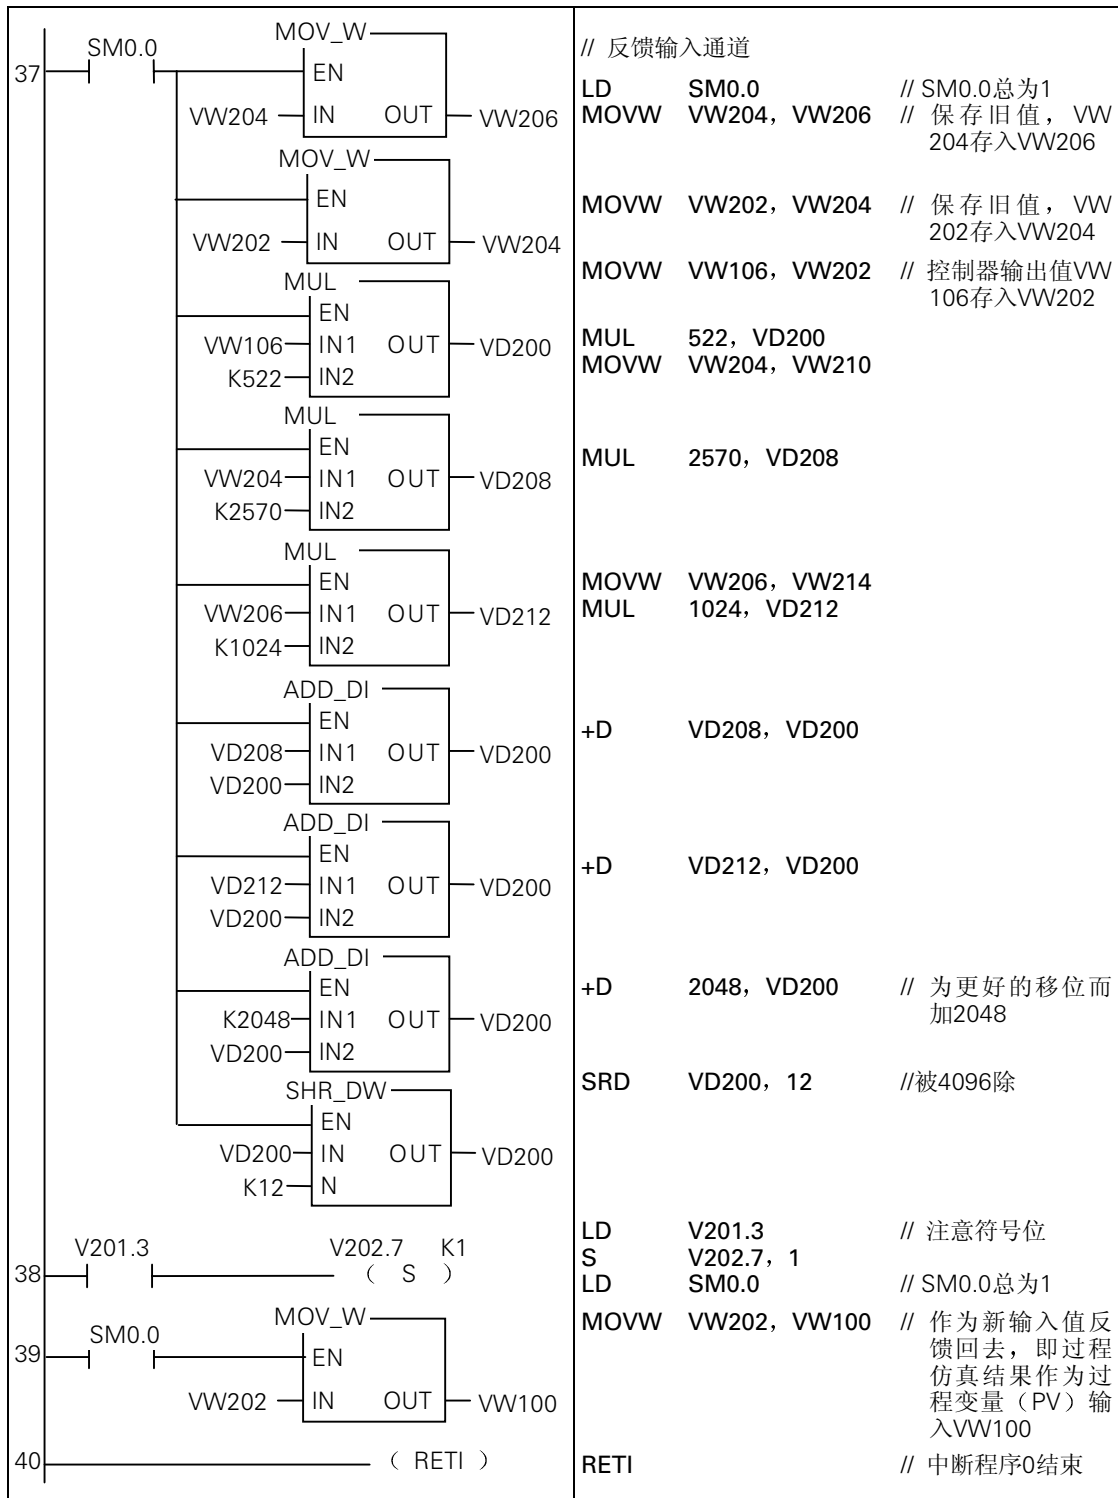 37
SM0.0
MOV_W
EN
VW204 IN OUT VW206
MOV_W
EN
VW202 IN OUT VW204
MUL
EN
VW106 IN1 OUT VD200
K522 IN2
MUL
EN
VW204 IN1 OUT VD208
K2570 IN2
MUL
EN
VW206 IN1 OUT VD212
K1024 IN2
ADD_DI
EN
VD208 IN1 OUT VD200
VD200 IN2
ADD_DI
EN
VD212 IN1 OUT VD200
VD200 IN2
ADD_DI
EN
K2048 IN1 OUT VD200
VD200 IN2
SHR_DW
EN
VD200 IN OUT VD200
K12 N
V201.3 V202.7 K1
38 ( S )
MOV_W
SM0.0
39 EN
VW202 IN OUT VW100
40 ( RETI )
// 反馈输入通道
LD SM0.0 // SM0.0总为1
MOVW VW204，VW206 // 保存旧值，VW
204存入VW206
MOVW VW202，VW204 // 保存旧值，VW
202存入VW204
MOVW VW106，VW202 // 控制器输出值VW
106存入VW202
MUL 522，VD200
MOVW VW204，VW210
MUL 2570，VD208
MOVW VW206，VW214
MUL 1024，VD212
+D VD208，VD200
+D VD212，VD200
+D 2048，VD200 // 为更好的移位而
加2048
SRD VD200，12 //被4096除
LD V201.3 // 注意符号位
S V202.7，1
LD SM0.0 // SM0.0总为1
MOVW VW202，VW100 // 作为新输入值反
馈回去，即过程
仿真结果作为过
程变量（PV）输
入VW100
RETI // 中断程序0结束